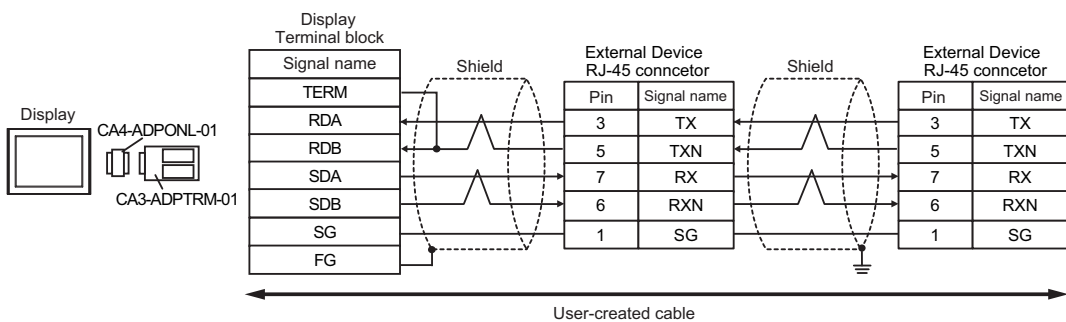 Display
Terminal block
Signal name
TERM
RDA
RDB
SDA
SDB
SG
FG
Display
CA4-ADPONL-01
CA3-ADPTRM-01
Shield
External Device
RJ-45 conncetor
Pin Signal name
3 TX
5 TXN
7 RX
6 RXN
1 SG
Shield
External Device
RJ-45 conncetor
Pin Signal name
3 TX
5 TXN
7 RX
6 RXN
1 SG
User-created cable